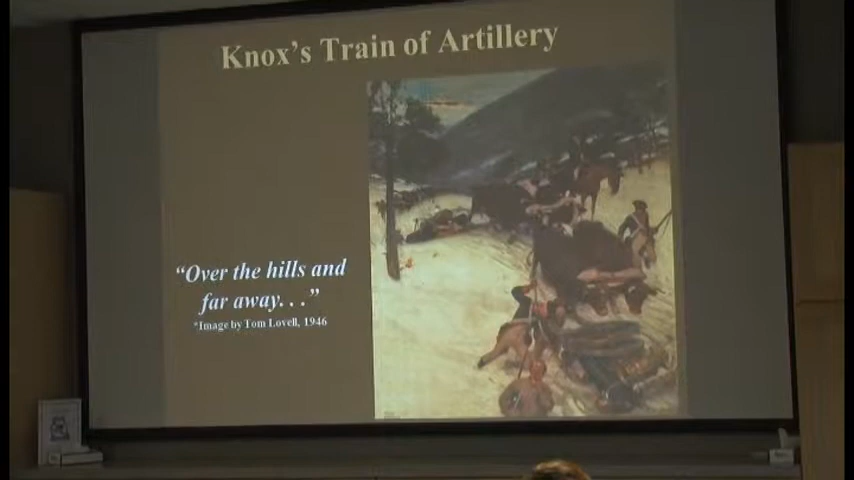 Knox's Train of Artillery
“Over the hills and
far away. . .”
*Image by Tom Lovell, 1946